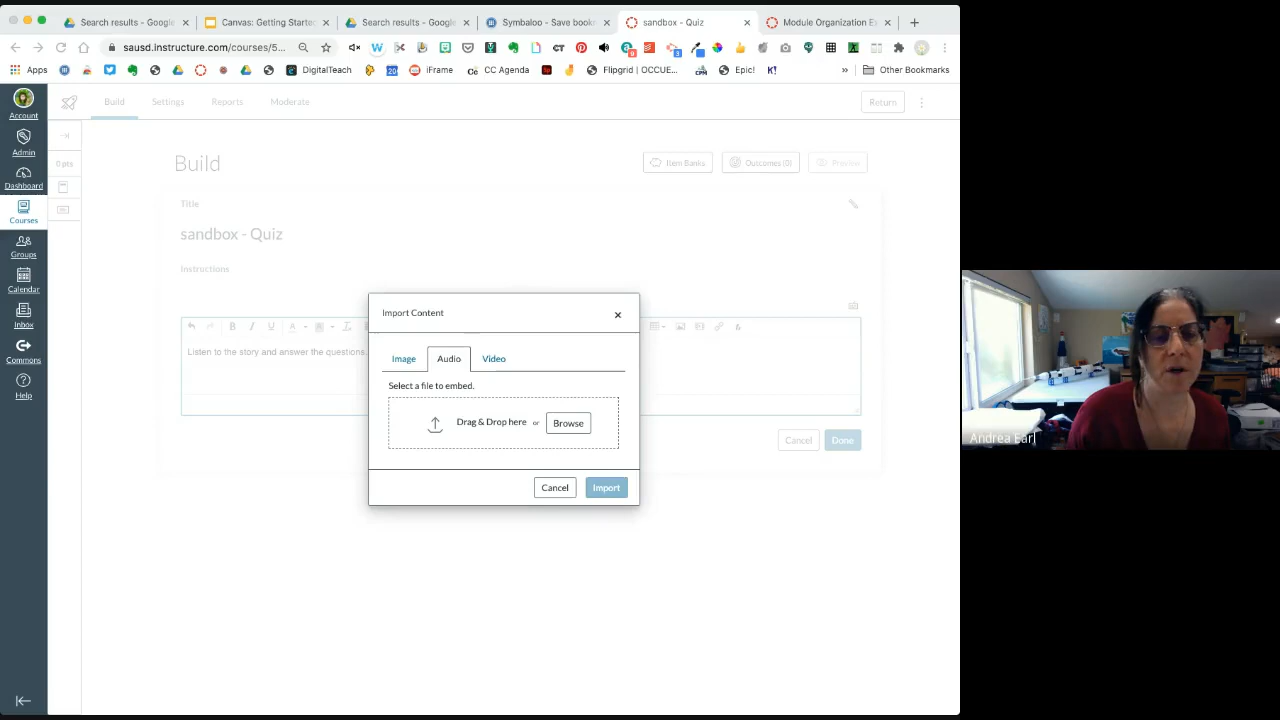 Search results - Google
Canvas: Getting Starte
Search results - Google
Symbaloo - Save book
sandbox - Quiz
Module Organization E
sausd.instructure.com/courses/5...
Apps
DigitalTeach
iFrame
CC Agenda
Flipgrid | OCCUE...
Epic!
Other Bookmarks
Account
Admin
Dashboard
Courses
Groups
Calendar
Inbox
Commons
Help
Build
Settings
Reports
Moderate
Return
0 pts
Build
Item Banks
Outcomes (0)
Preview
Title
sandbox - Quiz
Instructions
Listen to the story and answer the questions.
Cancel
Done
Import Content
Image
Audio
Video
Select a file to embed.
Drag & Drop here or Browse
Cancel
Import
Andrea Earl